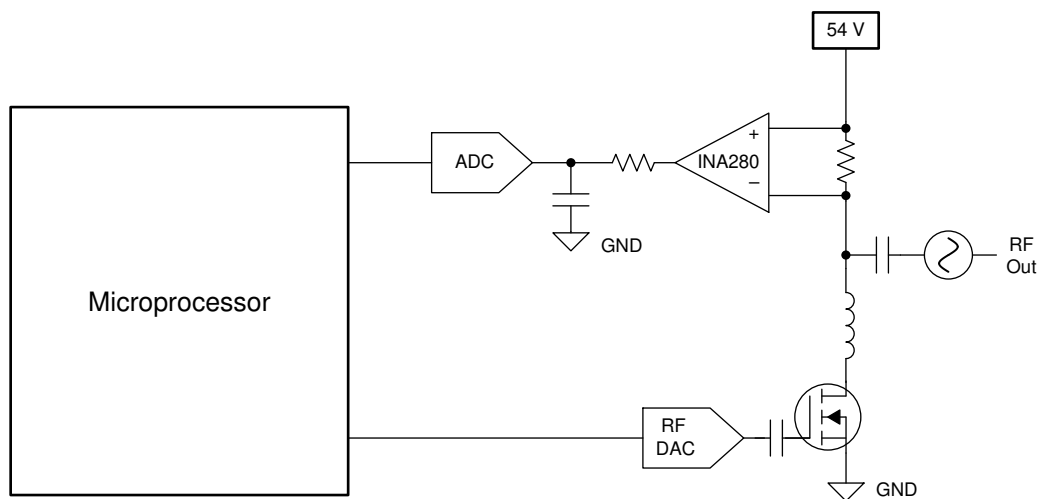 54 V
+
INA280
−
ADC
GND
RF
Out
Microprocessor
RF
DAC
GND